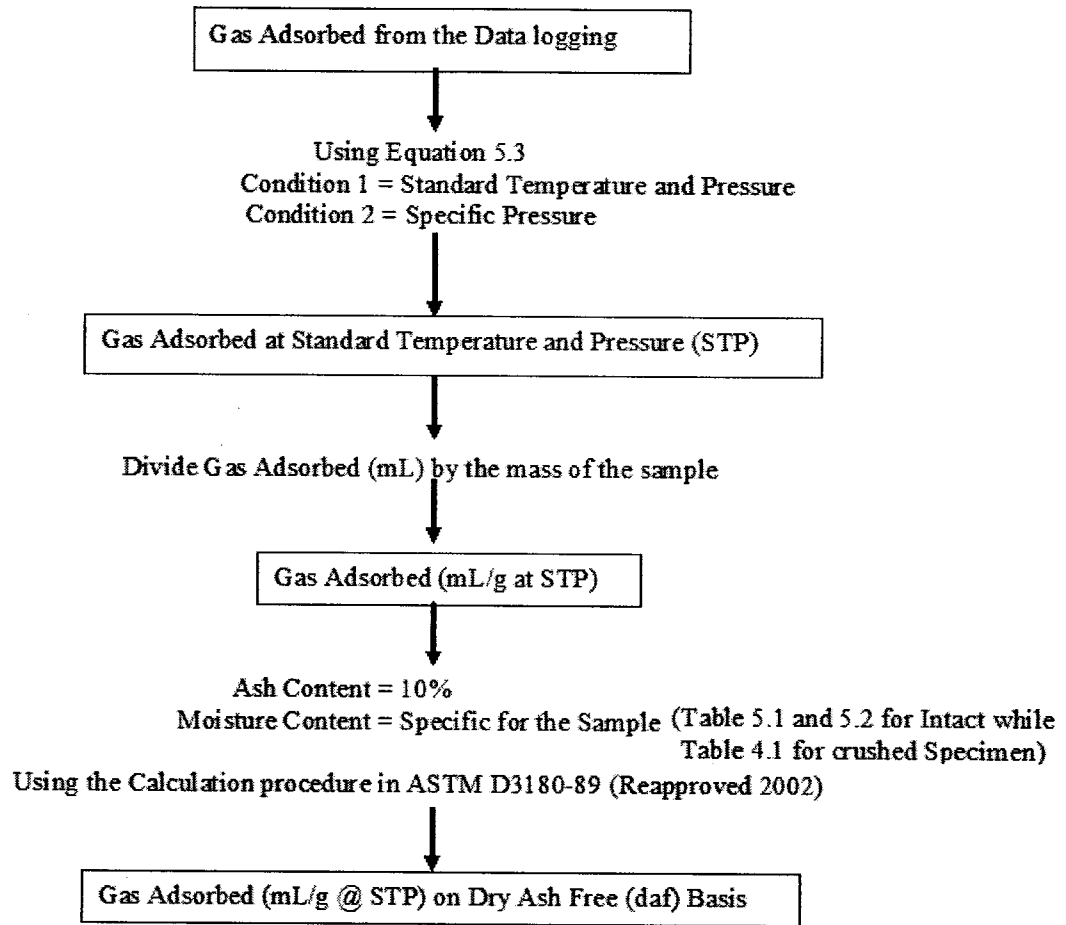 Gas Adsorbed from the Data logging
Using Equation 5.3
Condition 1 = Standard Temperature and Pressure
Condition 2 = Specific Pressure
Gas Adsorbed at Standard Temperature and Pressure (STP)
Divide Gas Adsorbed (mL) by the mass of the sample
Gas Adsorbed (mL/g at STP)
Ash Content = 10%
Moisture Content = Specific for the Sample (Table 5.1 and 5.2 for Intact while
Table 4.1 for crushed Specimen)
Using the Calculation procedure in ASTM D3180-89 (Reapproved 2002)
Gas Adsorbed (mL/g @ STP) on Dry Ash Free (daf) Basis